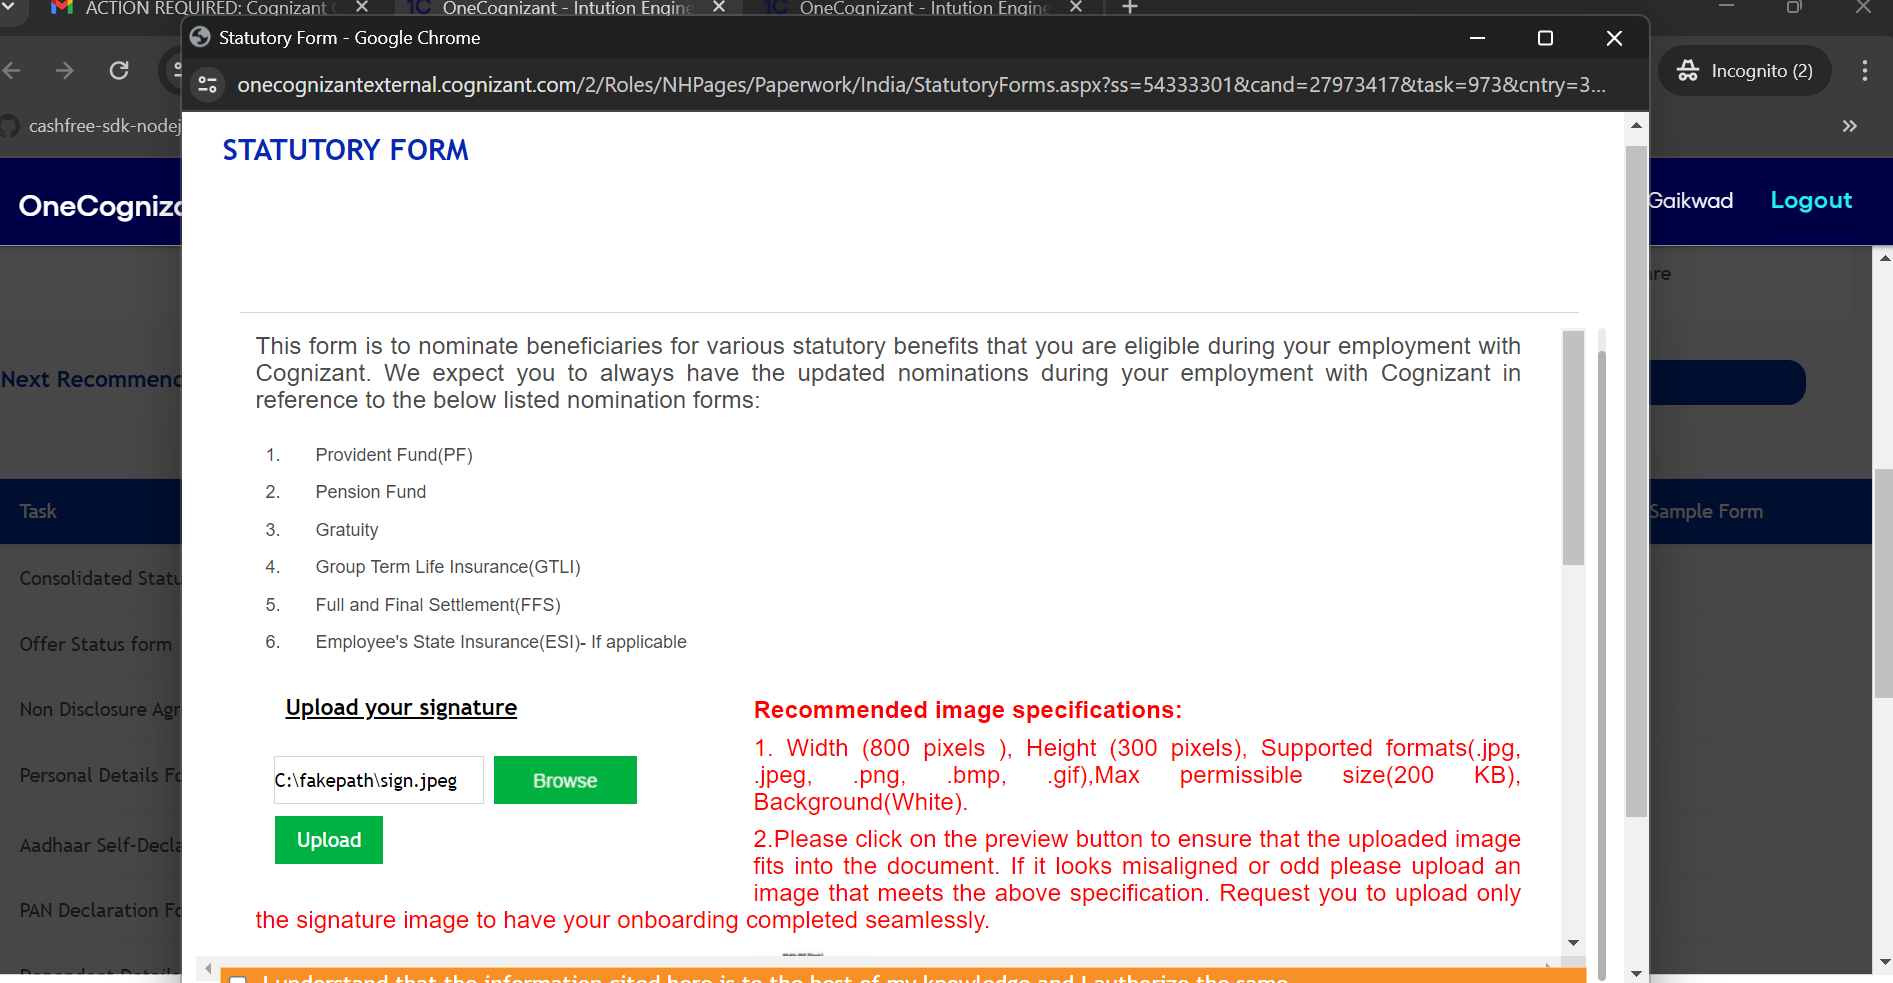 ACTION REQUIRED: Cognizant
OneCognizant - Intution Engine
OneCognizant - Intution Engine
Statutory Form - Google Chrome
onecognizantexternal.cognizant.com/2/Roles/NHPages/Paperwork/India/StatutoryForms.aspx?ss=54333301&cand=27973417&task=973&cntry=3...
Incognito (2)
cashfree-sdk-nodej
STATUTORY FORM
OneCogniz
Gaikwad
Logout
This form is to nominate beneficiaries for various statutory benefits that you are eligible during your employment with
Cognizant. We expect you to always have the updated nominations during your employment with Cognizant in
reference to the below listed nomination forms:
Next Recommend
1. Provident Fund(PF)
2. Pension Fund
3. Gratuity
4. Group Term Life Insurance(GTLI)
5. Full and Final Settlement(FFS)
6. Employee's State Insurance(ESI)- If applicable
Task
Sample Form
Consolidated Statu
Offer Status form
Non Disclosure Agr
Personal Details Fo
Aadhaar Self-Decla
PAN Declaration Fo
Dependent Details
Upload your signature
C:\fakepath\sign.jpeg
Browse
Upload
Recommended image specifications:
1. Width (800 pixels ), Height (300 pixels), Supported formats(.jpg,
.jpeg, .png, .bmp, .gif),Max permissible size(200 KB),
Background(White).
2.Please click on the preview button to ensure that the uploaded image
fits into the document. If it looks misaligned or odd please upload an
image that meets the above specification. Request you to upload only
the signature image to have your onboarding completed seamlessly.
I understand that the information cited here is to the best of my knowledge and I authorize the same